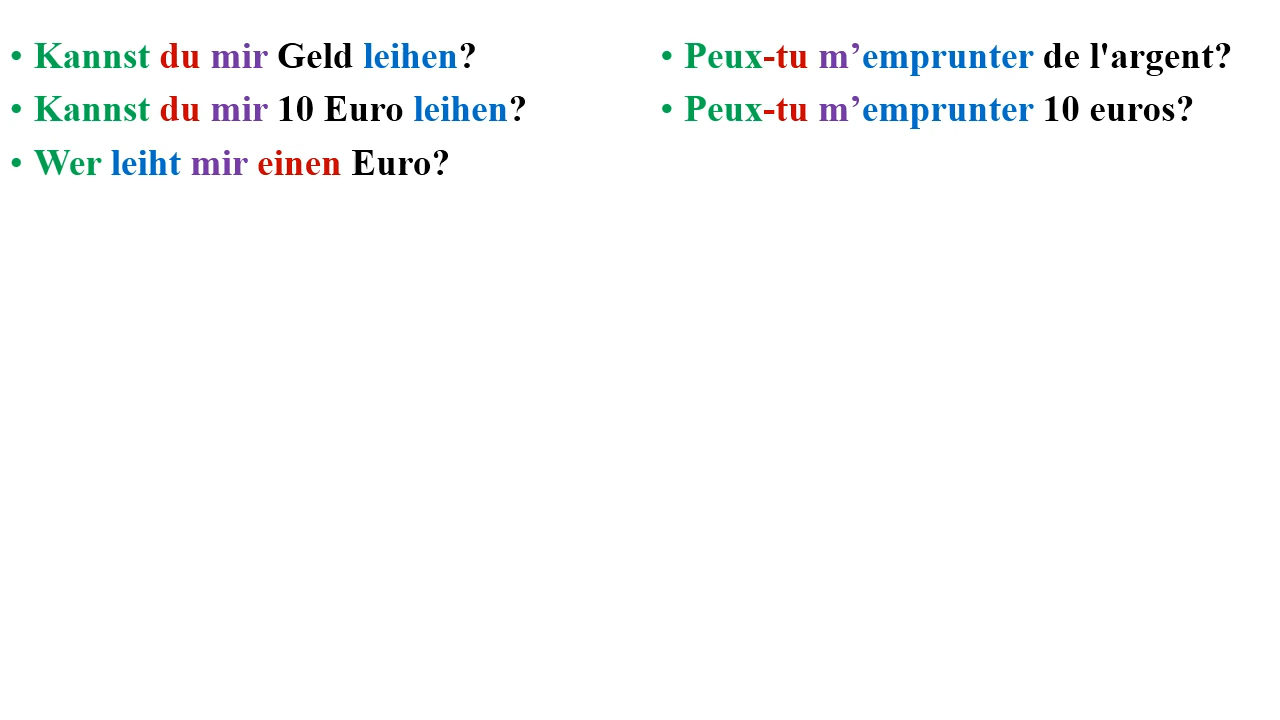 • Kannst du mir Geld leihen?
• Kannst du mir 10 Euro leihen?
• Wer leiht mir einen Euro?
• Peux-tu m’emprunter de l'argent?
• Peux-tu m’emprunter 10 euros?